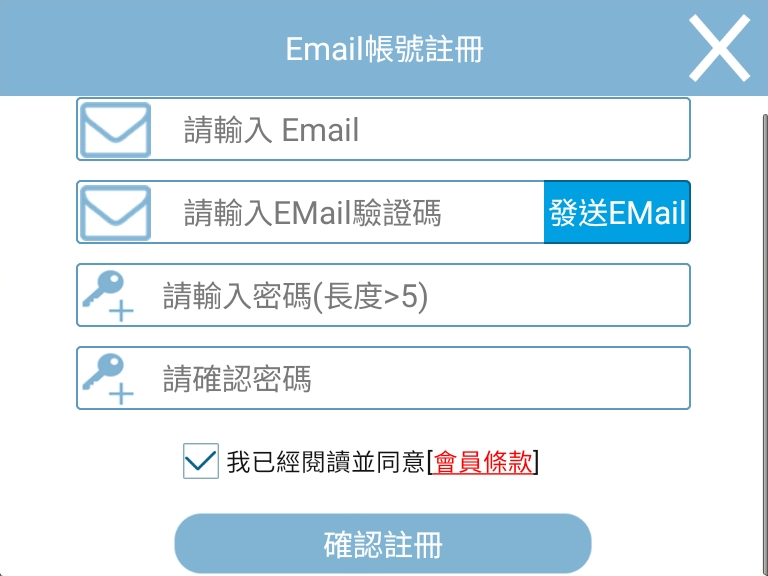 Email帳號註冊
請輸入 Email
請輸入EMail驗證碼
發送EMail
請輸入密碼(長度>5)
請確認密碼
我已經閱讀並同意[會員條款]
確認註冊